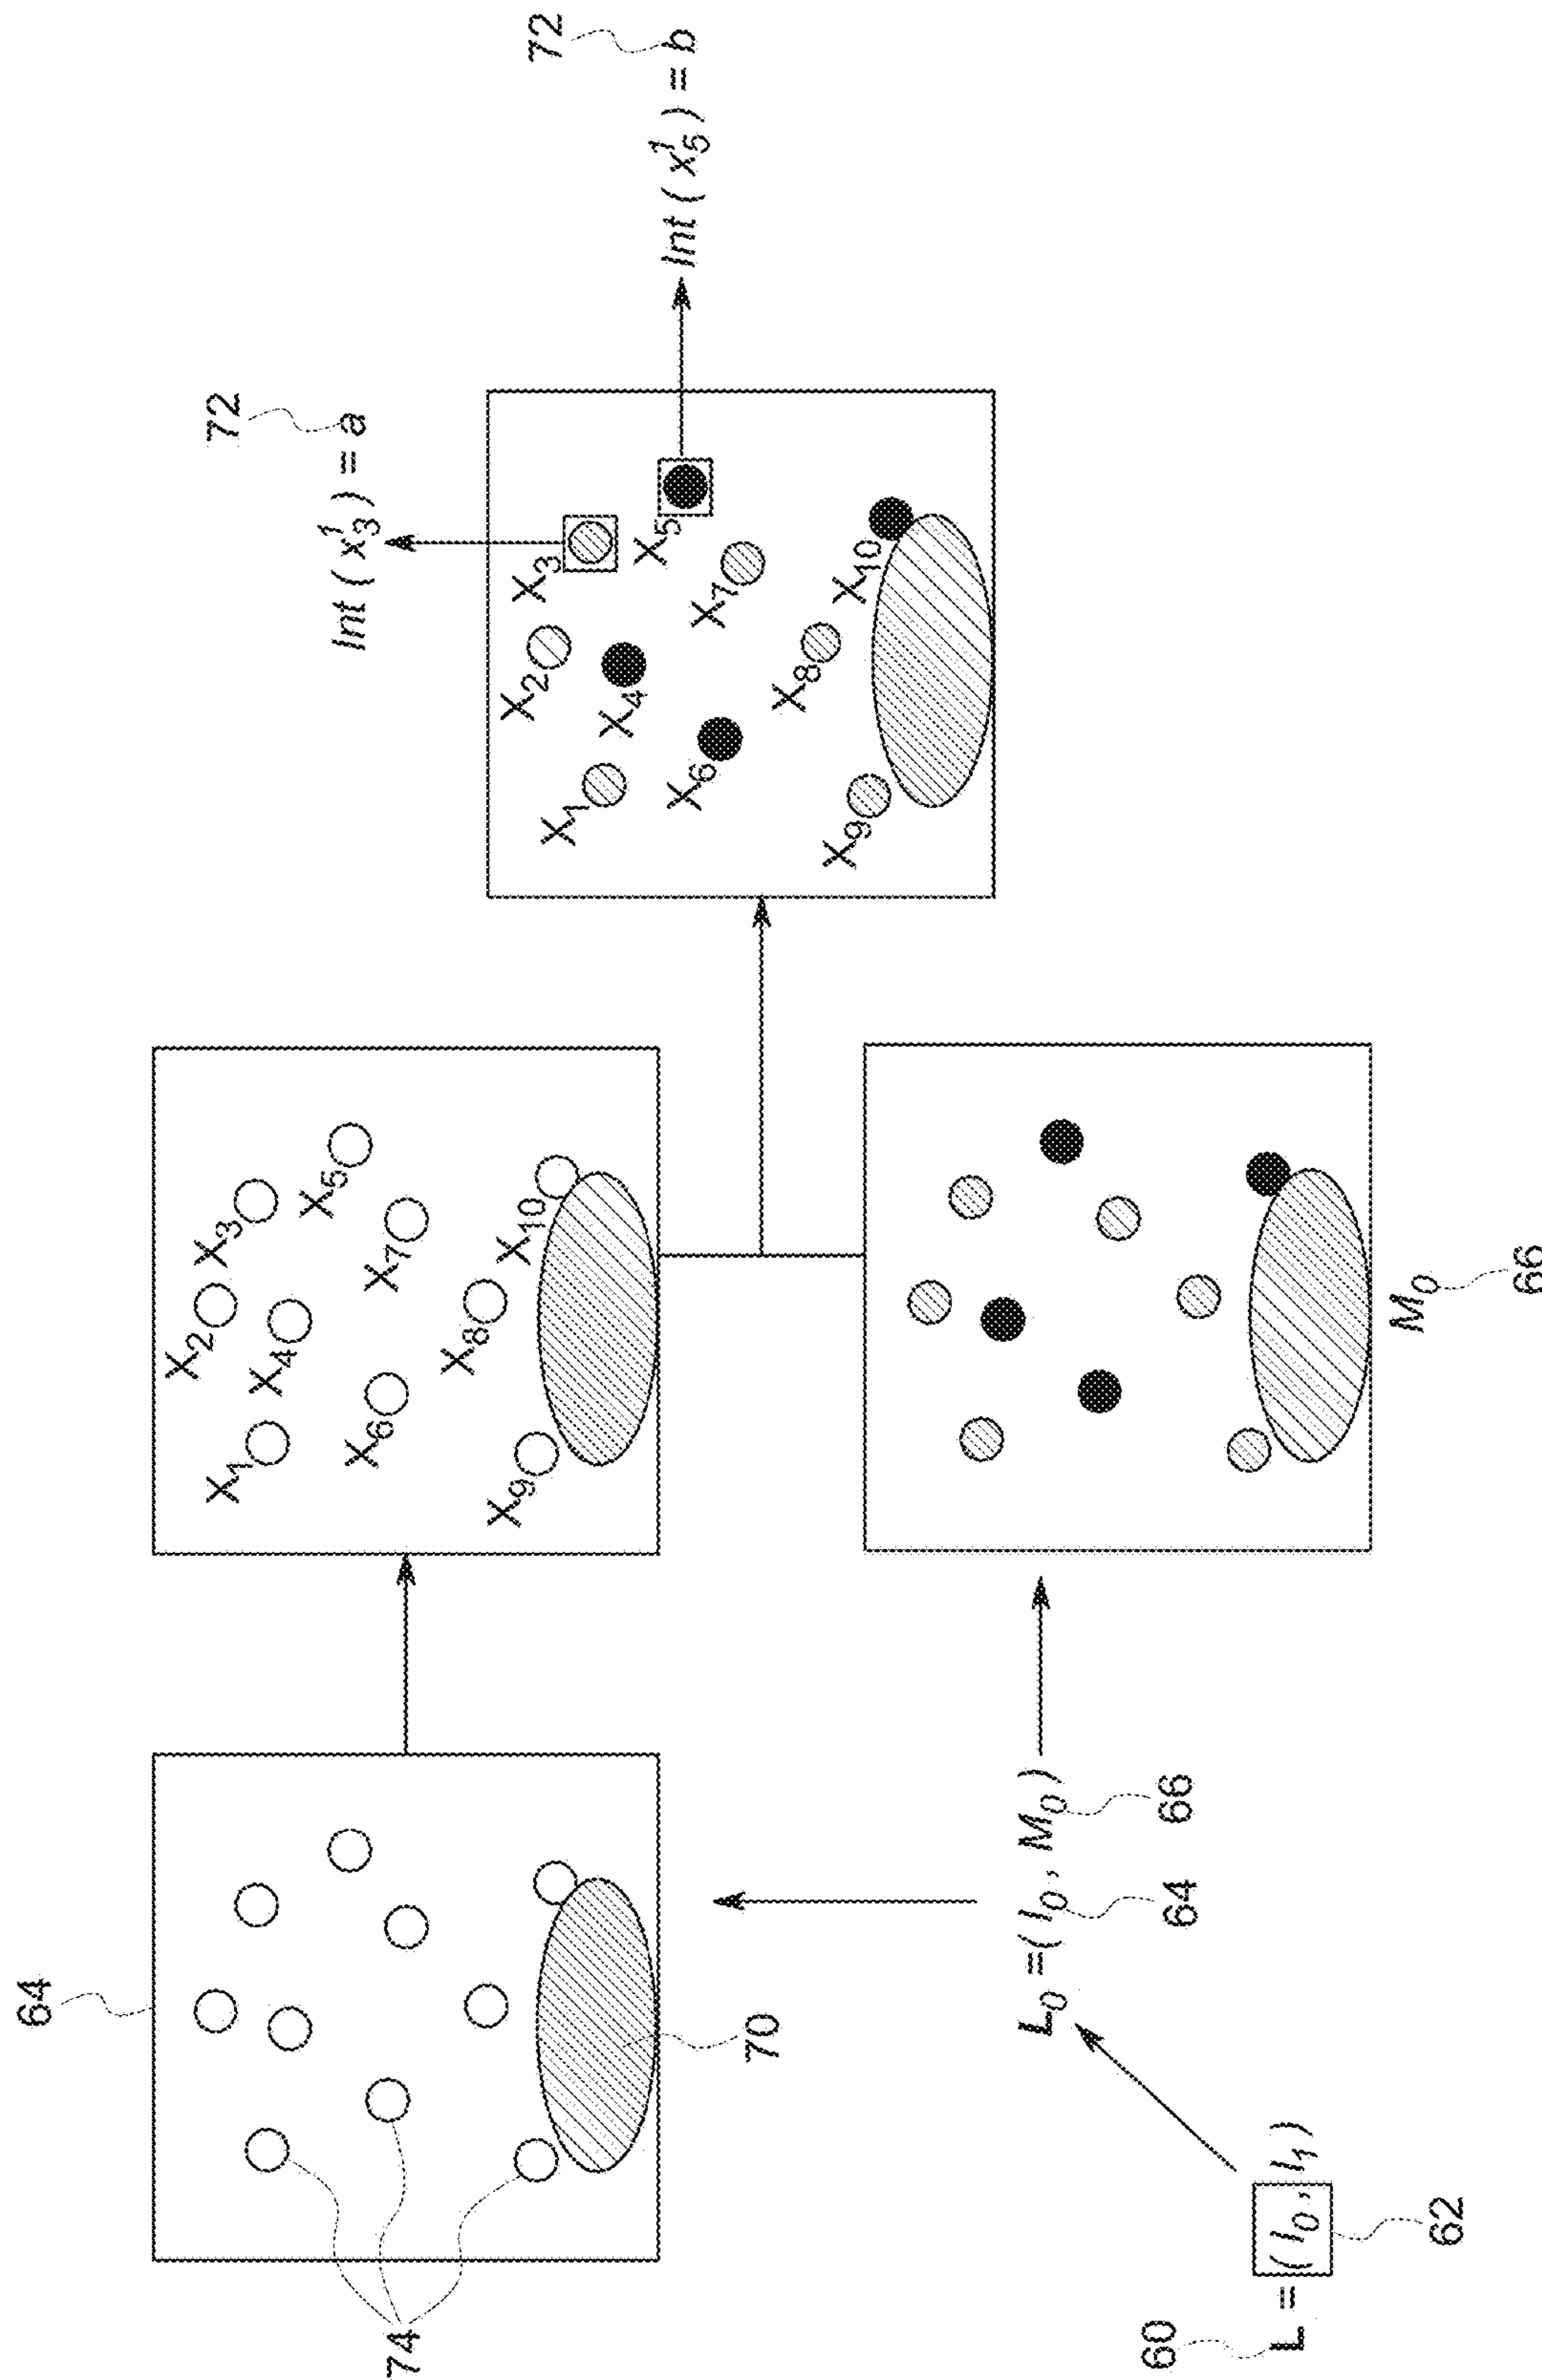 64
74
70
X1
X2
X3
X4
X5
X6
X7
X8
X9
X10
72
Int ( x₃¹ ) = a
72
Int ( x₅¹ ) = b
X1
X2
X3
X4
X5
X6
X7
X8
X9
X10
L₀ =( I₀ , M₀ )
64
66
M₀
66
60
L = ( l₀ , l₁ )
62